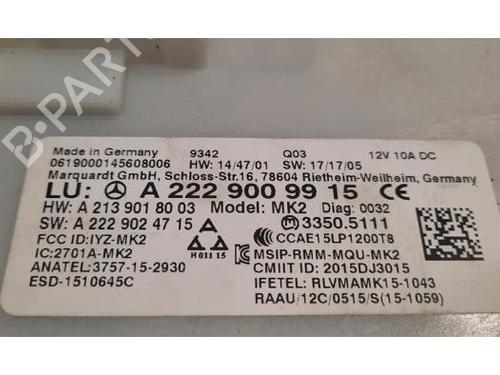 B-PARTS
Made in Germany 9342 Q03 12V 10A DC
0619000145608006 HW: 14/47/01 SW: 17/17/05
Marquardt GmbH, Schloss-Str.16, 78604 Rietheim-Weilheim, Germany
LU: A 222 900 99 15 CE
HW: A 213 901 80 03 Model: MK2 Diag: 0032
SW: A 222 902 47 15 3350.5111
FCC ID:IYZ-MK2 CCAE15LP1200T8
IC:2701A-MK2 H 011 15 MSIP-RMM-MQU-MK2
ANATEL:3757-15-2930 CMIIT ID: 2015DJ3015
ESD-1510645C IFETEL: RLVMAMK15-1043
RAAU/12C/0515/S(15-1059)